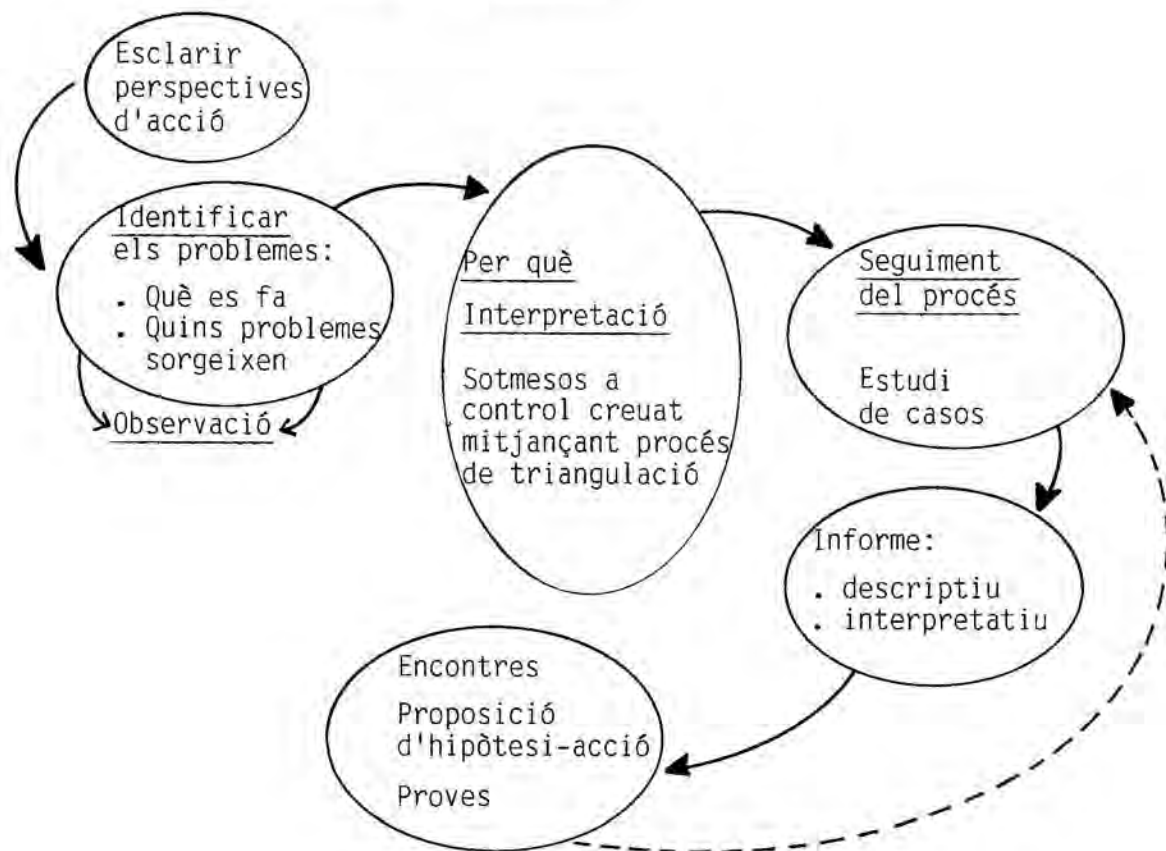 Esclarir
perspectives
d'acció
Identificar
els problemes:
. Què es fa
. Quins problemes
sorgeixen
Observació
Per què
Interpretació
Sotmesos a
control creuat
mitjançant procés
de triangulació
Seguiment
del procés
Estudi
de casos
Informe:
. descriptiu
. interpretatiu
Encontres
Proposició
d'hipòtesi-acció
Proves